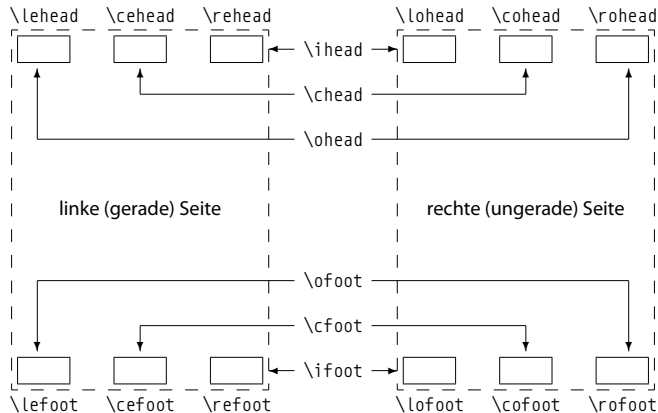 \lehead \cehead \rehead \lohead \cohead \rohead
\ihead
\chead
\ohead
linke (gerade) Seite rechte (ungerade) Seite
\ofoot
\cfoot
\ifoot
\lefoot \cefoot \refoot \lofoot \cofoot \rofoot